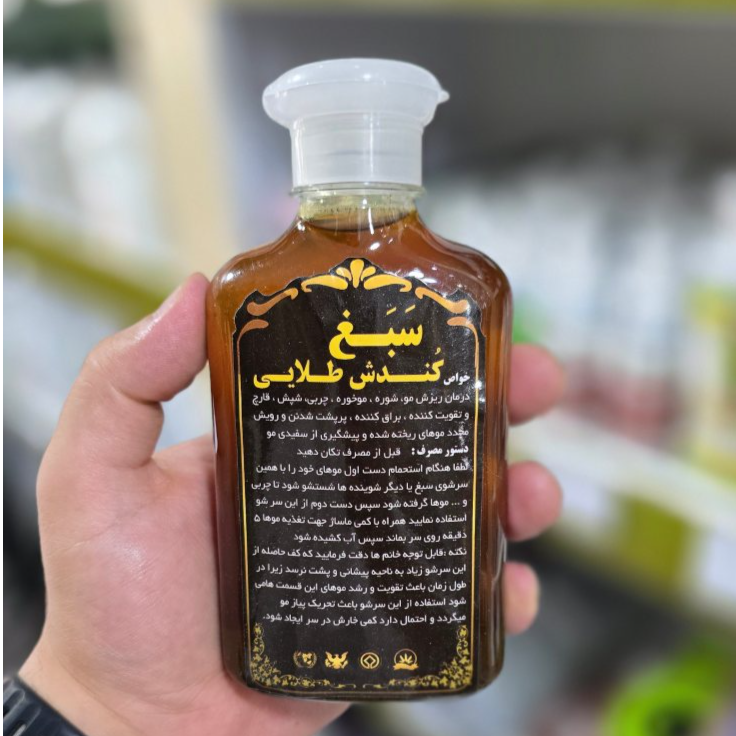 سَبَغ
خواص کُندش طلایی
درمان ریزش مو، شوره ، موخوره ، چربی، شپش ، قارچ
و تقویت کننده ، براق کننده ، پرپشت شدنن و رویش
مجدد موهای ریخته شده و پیشگیری از سفیدی مو
دستور مصرف : قبل از مصرف تکان دهید
لطفا هنگام استحمام دست اول موهای خود را با همین
سرشوی سبغ یا دیگر شوینده ها شستشو شود تا چربی
و ... موها گرفته شود سپس دست دوم از این سر شو
استفاده نمایید همراه با کمی ماساژ جهت تغذیه موها ۵
دقیقه روی سر بماند سپس آب کشیده شود
نکته :قابل توجه خانم ها دقت فرمایید که کف حاصله از
این سرشو زیاد به ناحیه پیشانی و پشت نرسد زیرا در
طول زمان باعث تقویت و رشد موهای این قسمت هامی
شود استفاده از این سرشو باعث تحریک پیاز مو
میگردد و احتمال دارد کمی خارش در سر ایجاد شود.